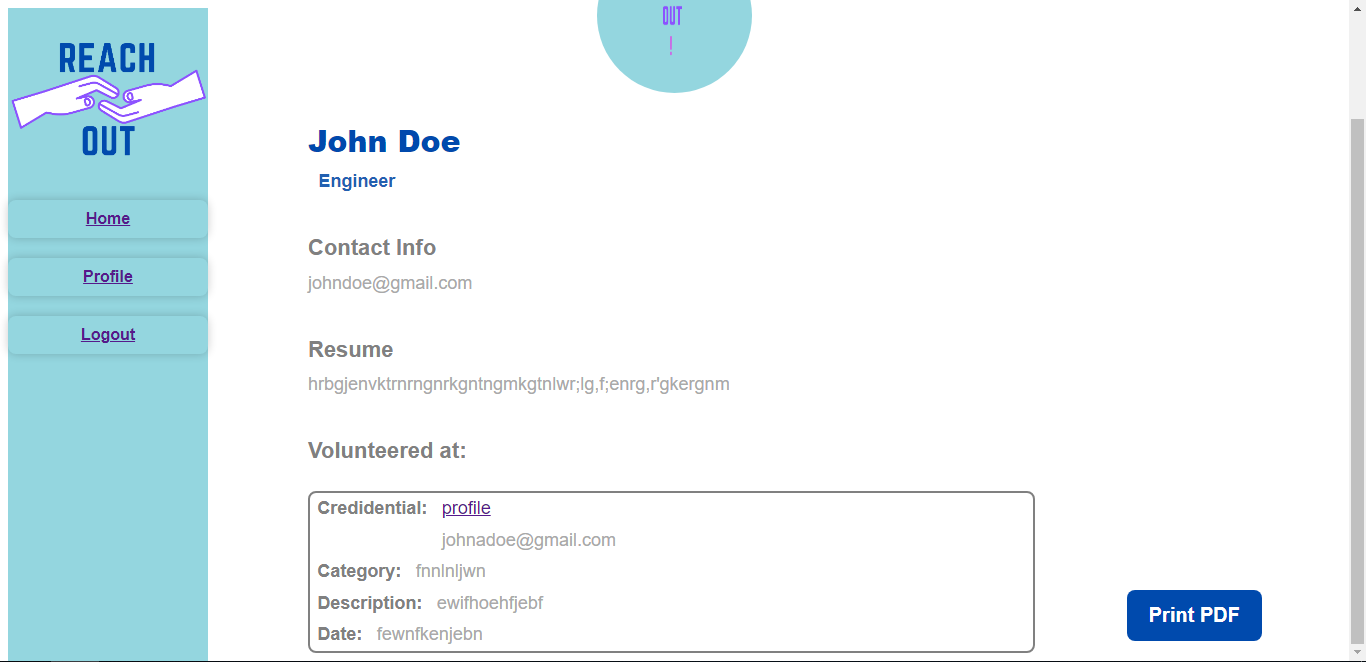 REACH
OUT
Home
Profile
Logout
OUT
!
John Doe
Engineer
Contact Info
johndoe@gmail.com
Resume
hrbgjenvktrnrngnrkgntngmkgtnlwr;lg,f;enrg,r'gkergnm
Volunteered at:
Credidential: profile
johnadoe@gmail.com
Category: fnnlnljwn
Description: ewifhoehfjebf
Date: fewnfkenjebn
Print PDF